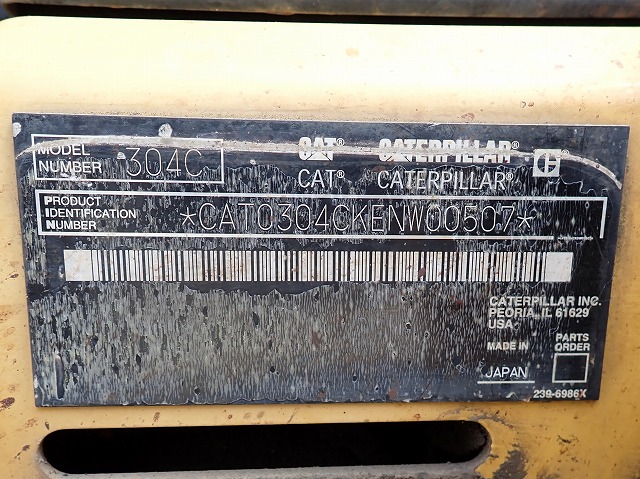 MODEL NUMBER 304C
CAT® CATERPILLAR®
CAT® CATERPILLAR®
PRODUCT IDENTIFICATION NUMBER *CAT0304CKENW00507*
CATERPILLAR INC.
PEORIA, IL 61629
USA
MADE IN
JAPAN
PARTS ORDER
239-6986X